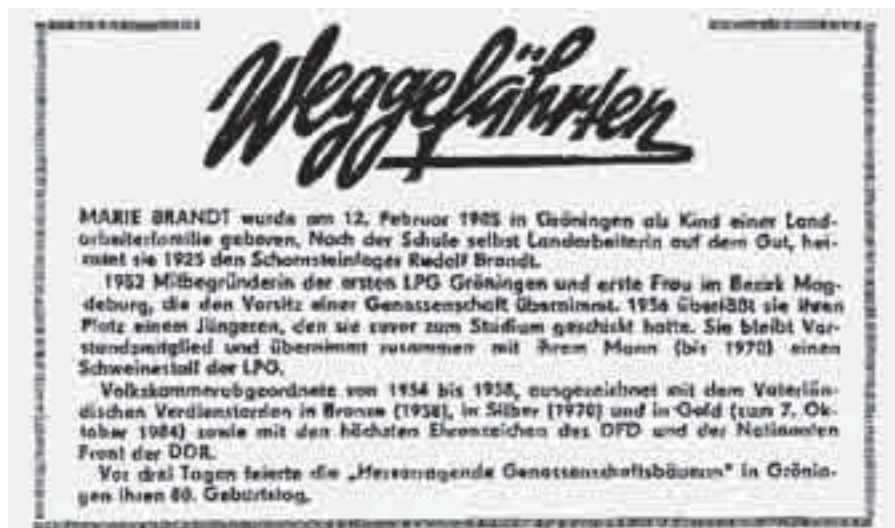 Weggefährten
MARIE BRANDT wurde am 12. Februar 1905 in Gröningen als Kind einer Land-
arbeiterfamilie geboren. Nach der Schule selbst Landarbeiterin auf dem Gut, hei-
ratet sie 1925 den Schornsteinfeger Rudolf Brandt.
1952 Mitbegründerin der ersten LPG Gröningen und erste Frau im Bezirk Mag-
deburg, die den Vorsitz einer Genossenschaft übernimmt. 1956 überläßt sie ihren
Platz einem Jüngeren, den sie zuvor zum Studium geschickt hatte. Sie bleibt Vor-
standsmitglied und übernimmt zusammen mit ihrem Mann (bis 1970) einen
Schweinestall der LPG.
Volkskammerabgeordnete von 1954 bis 1958, ausgezeichnet mit dem Vaterlän-
dischen Verdienstorden in Bronze (1958), in Silber (1970) und in Gold (zum 7. Ok-
tober 1984) sowie mit den höchsten Ehrenzeichen des DFD und der Nationalen
Front der DDR.
Vor drei Tagen feierte die „Hervorragende Genossenschaftsbäuerin" in Grönin-
gen ihren 80. Geburtstag.